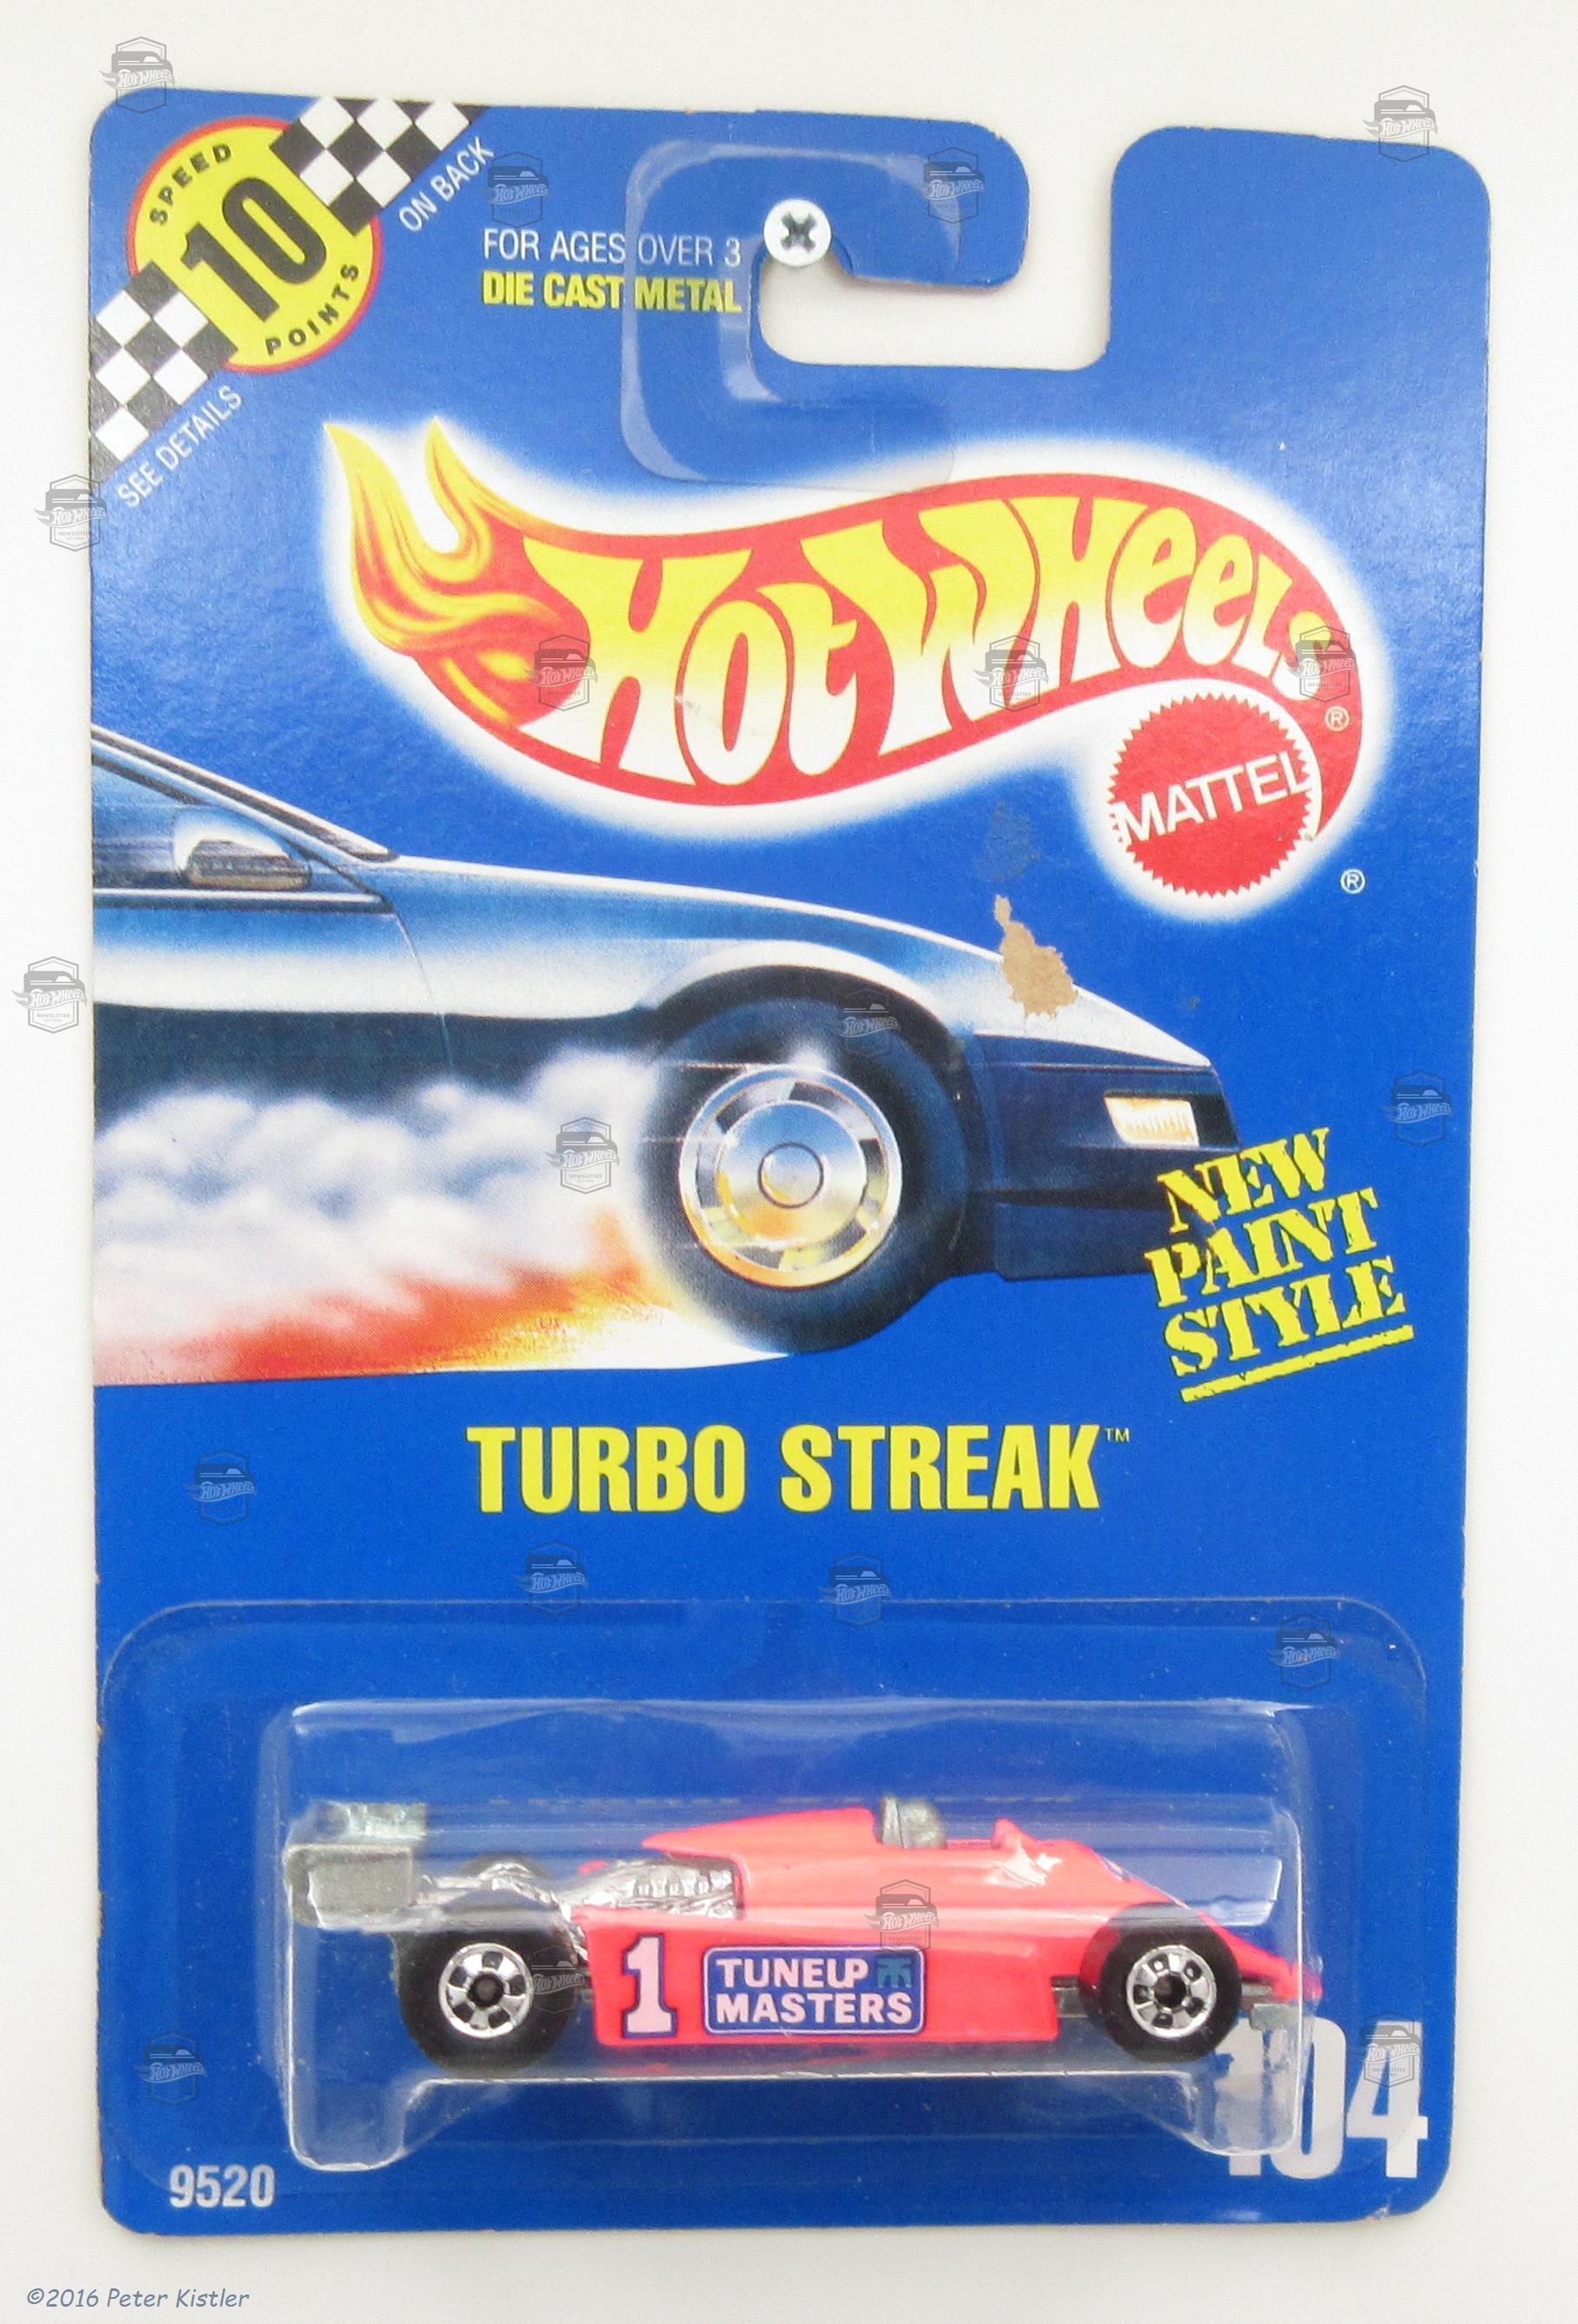 SPEED
10
POINTS
ON BACK
SEE DETAILS
FOR AGES OVER 3
DIE CAST METAL
Hot Wheels
®
MATTEL
®
NEW
PAINT
STYLE
TURBO STREAK™
1
TUNEUP
MASTERS
104
9520
©2016 Peter Kistler